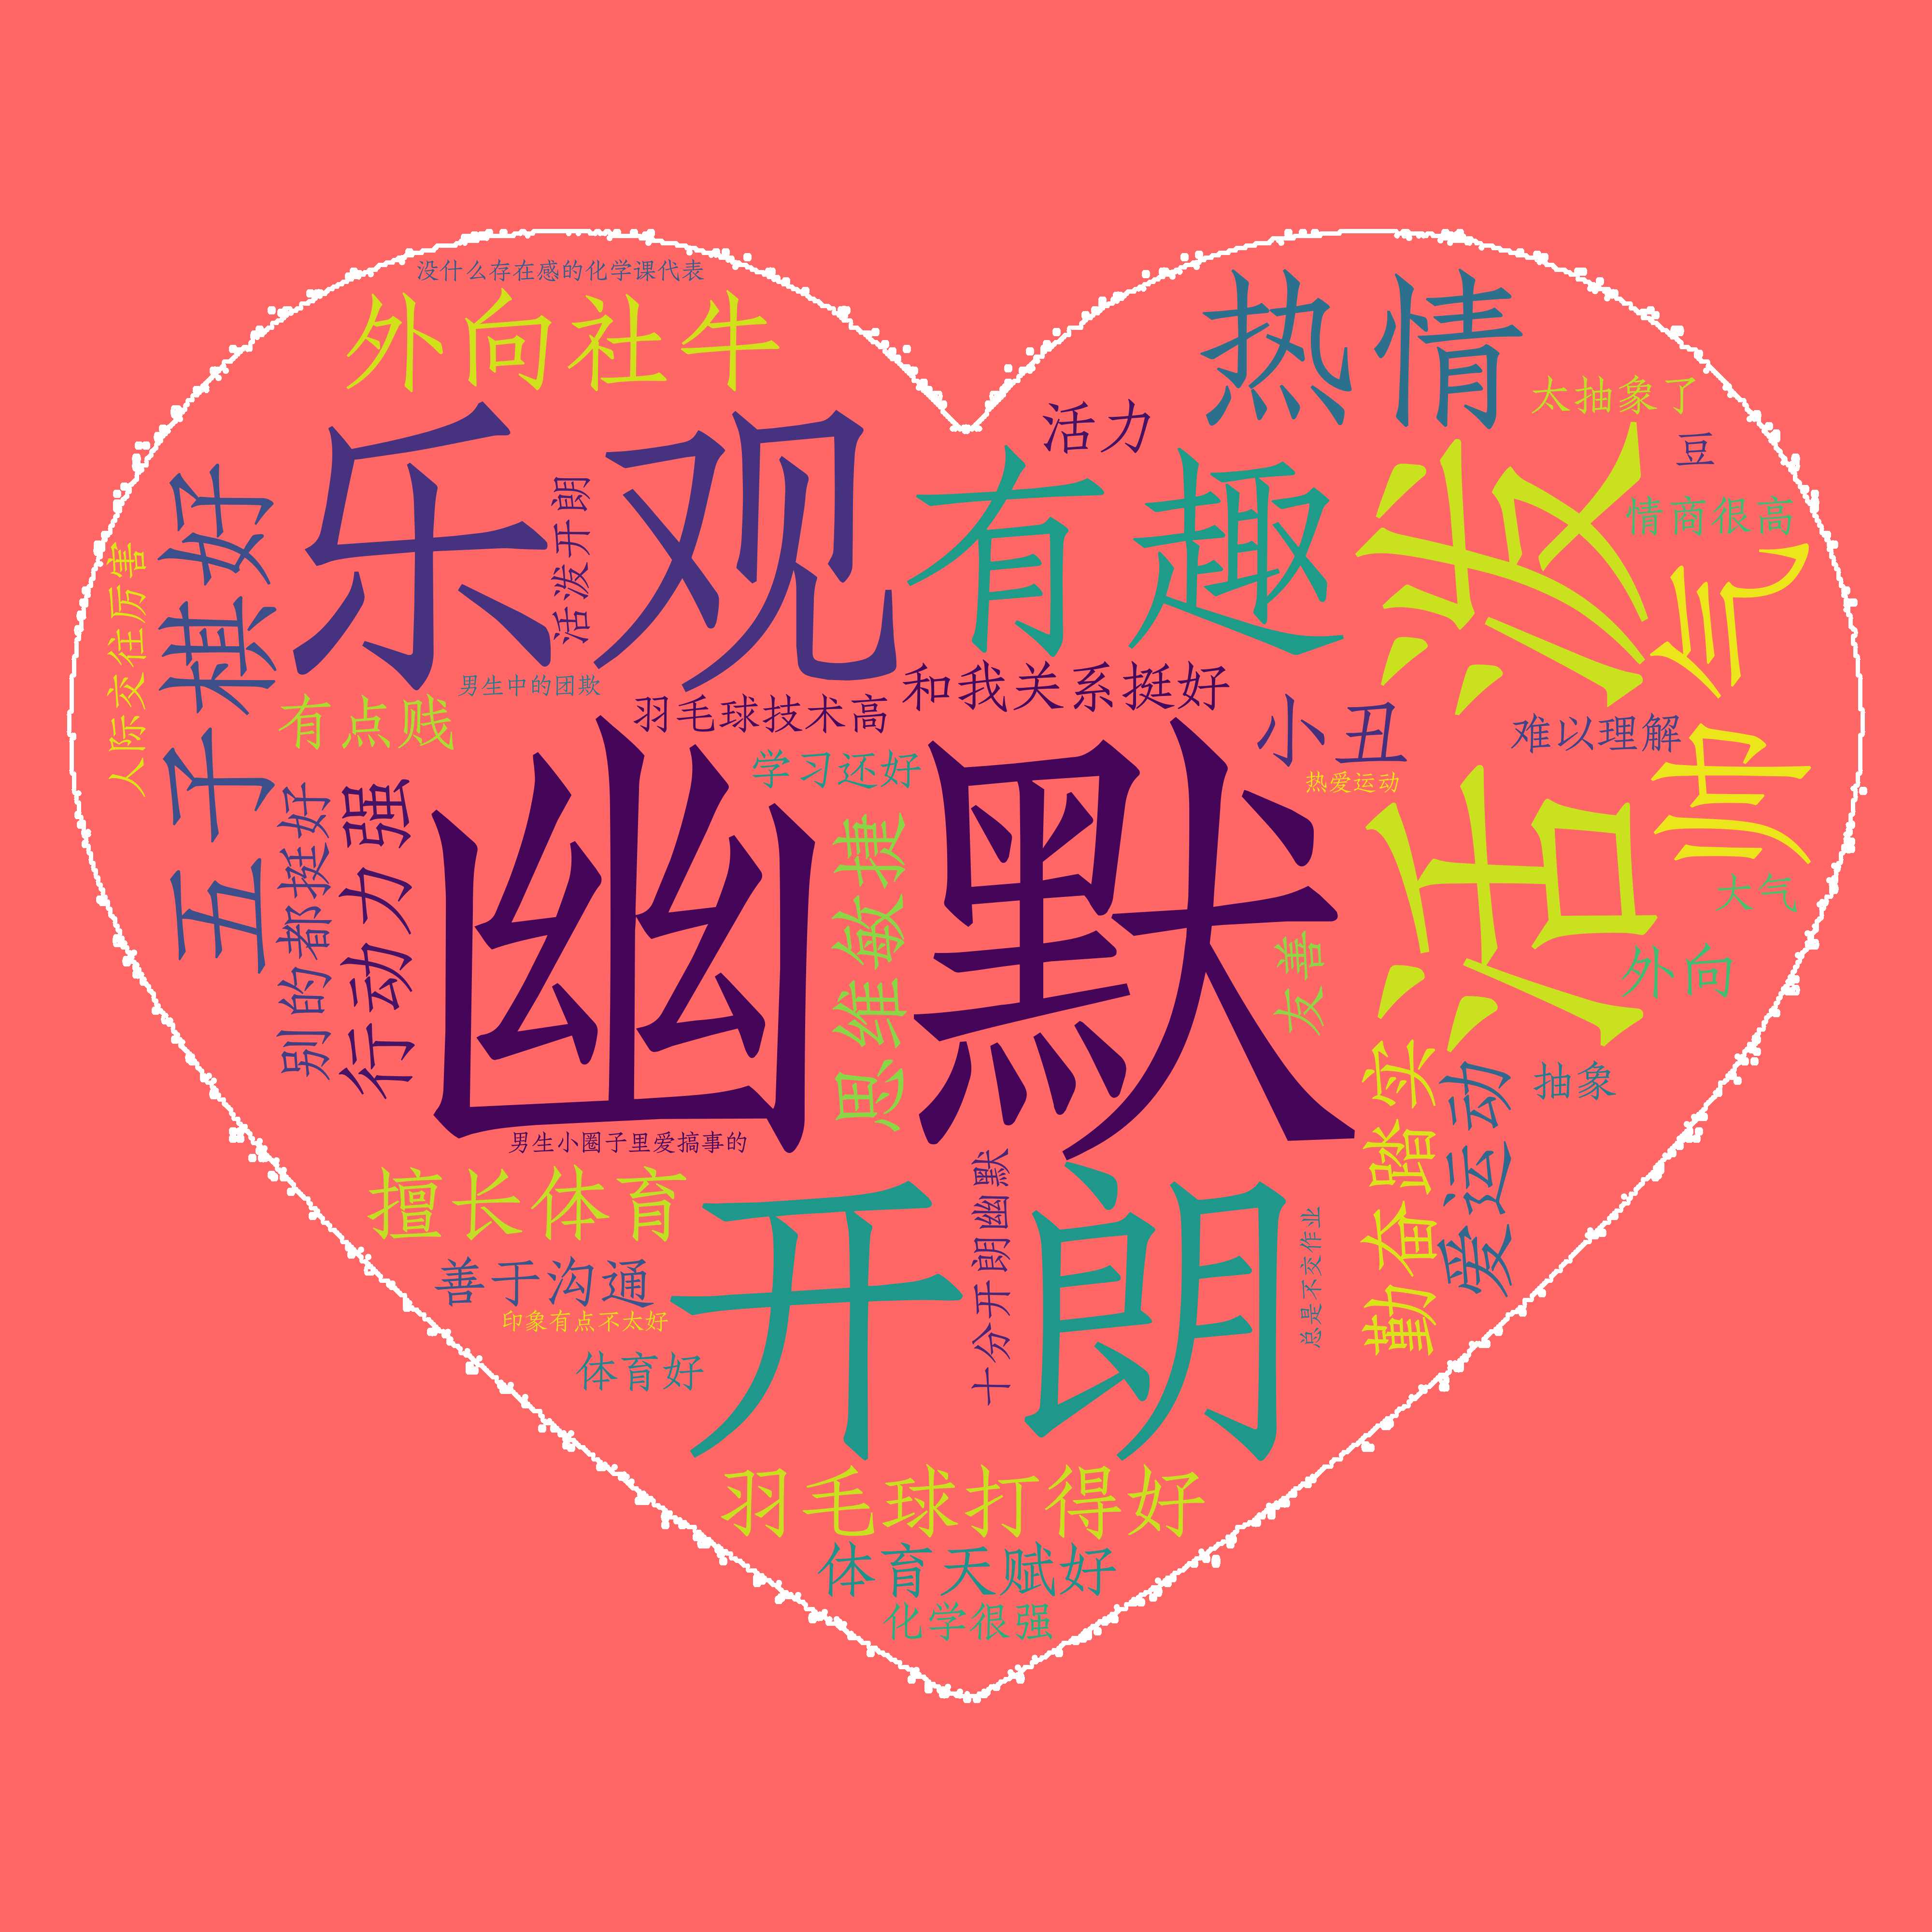 没什么存在感的化学课代表
外向社牛
热情
太抽象了
活力
豆
乐观
有趣
活泼
情商很高
五子棋好
活泼开朗
人际交往厉害
帅气
男生中的团欺
和我关系挺好
有点贱
羽毛球技术高
小丑
难以理解
幽默
学习还好
热爱运动
别的都挺好
行动力强
思维敏捷
大气
友善
外向
勤奋踏实
爱运动
抽象
男生小圈子里爱搞事的
擅长体育
开朗
十分开朗幽默
总是不交作业
善于沟通
印象有点不太好
体育好
羽毛球打得好
体育天赋好
化学很强